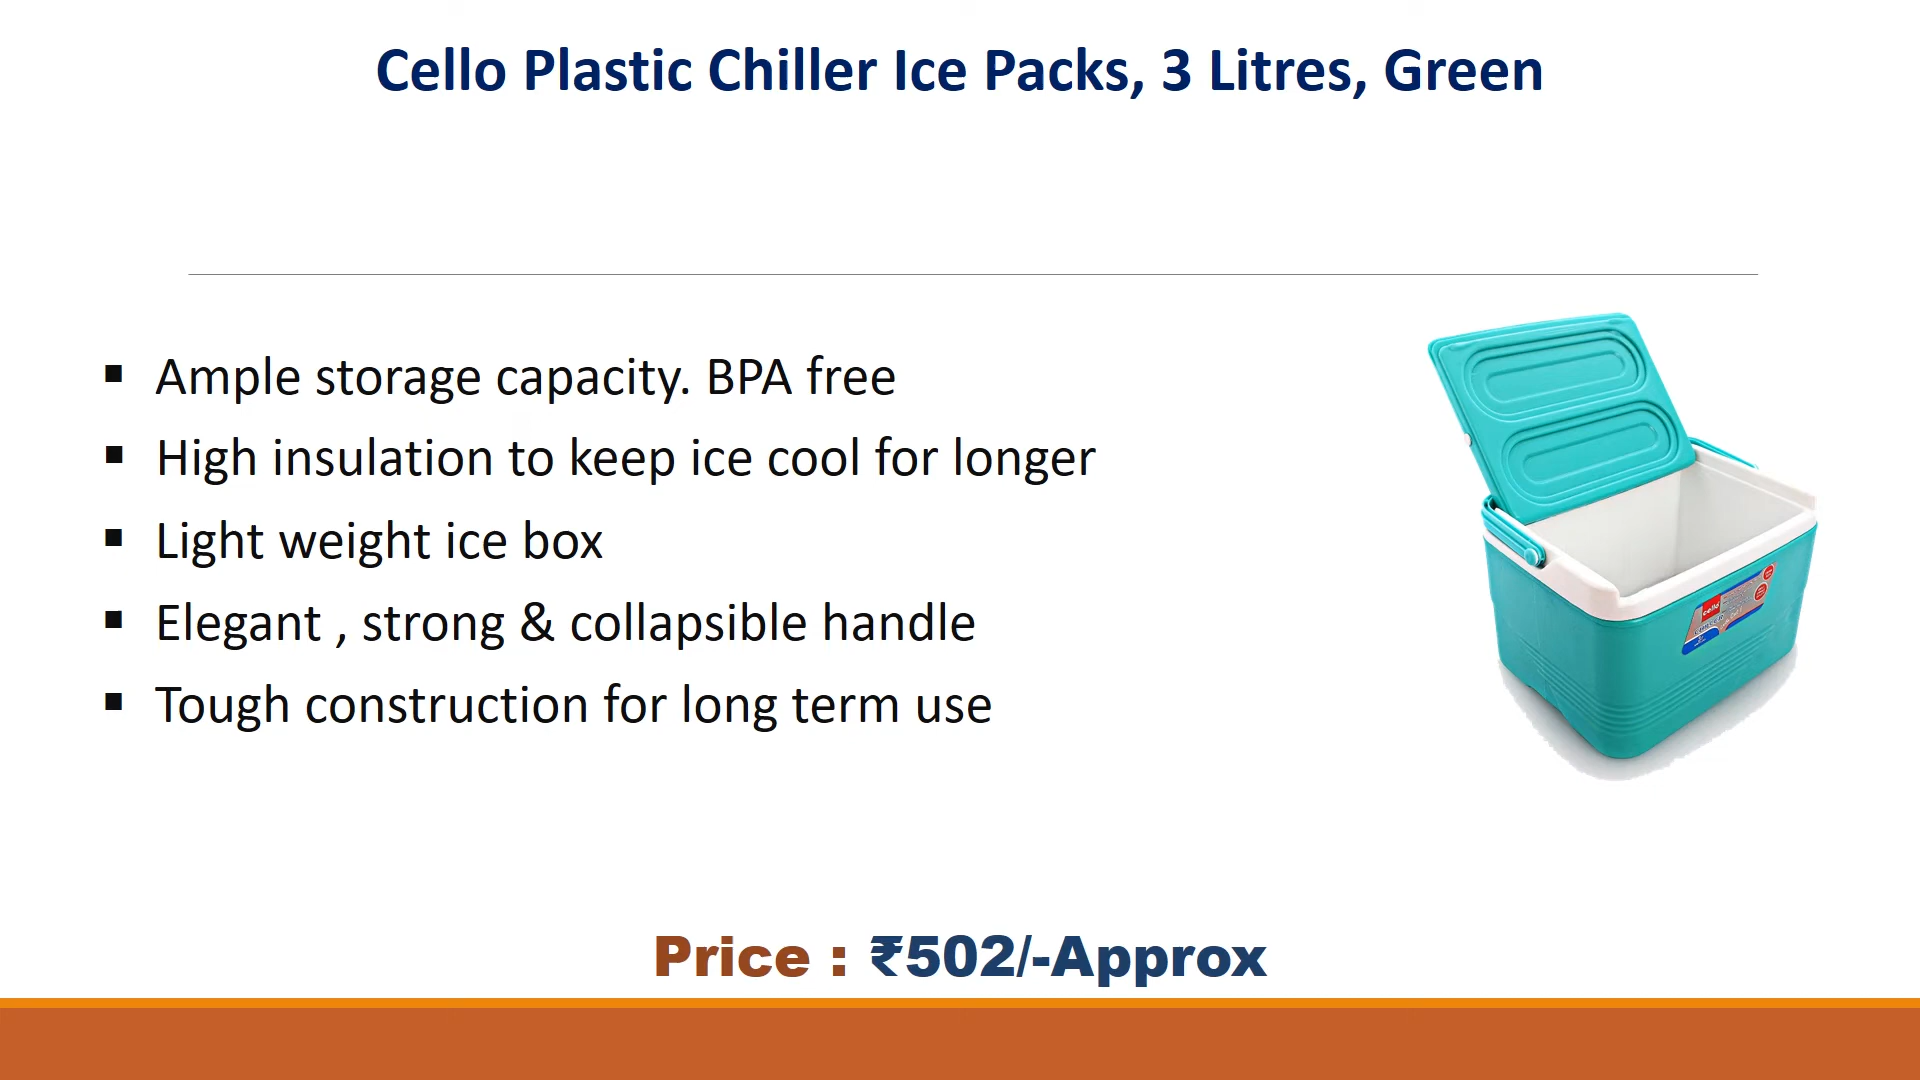 Cello Plastic Chiller Ice Packs, 3 Litres, Green
▪ Ample storage capacity. BPA free
▪ High insulation to keep ice cool for longer
▪ Light weight ice box
▪ Elegant , strong & collapsible handle
▪ Tough construction for long term use
cello
CHILLER
Price : ₹502/-Approx